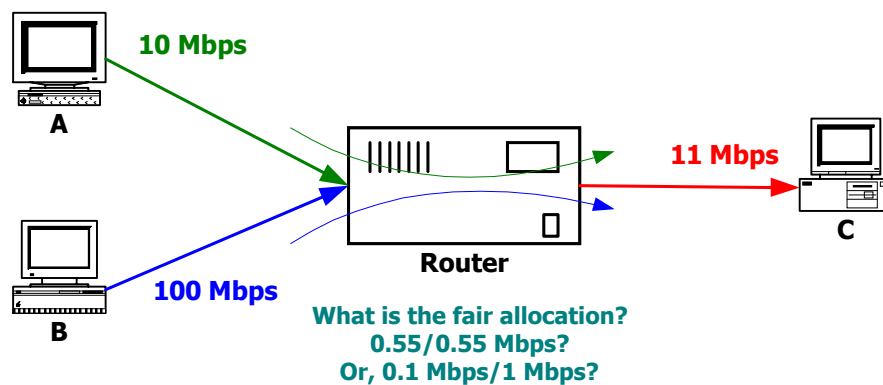 10 Mbps
A
11 Mbps
C
Router
100 Mbps
B
What is the fair allocation?
0.55/0.55 Mbps?
Or, 0.1 Mbps/1 Mbps?